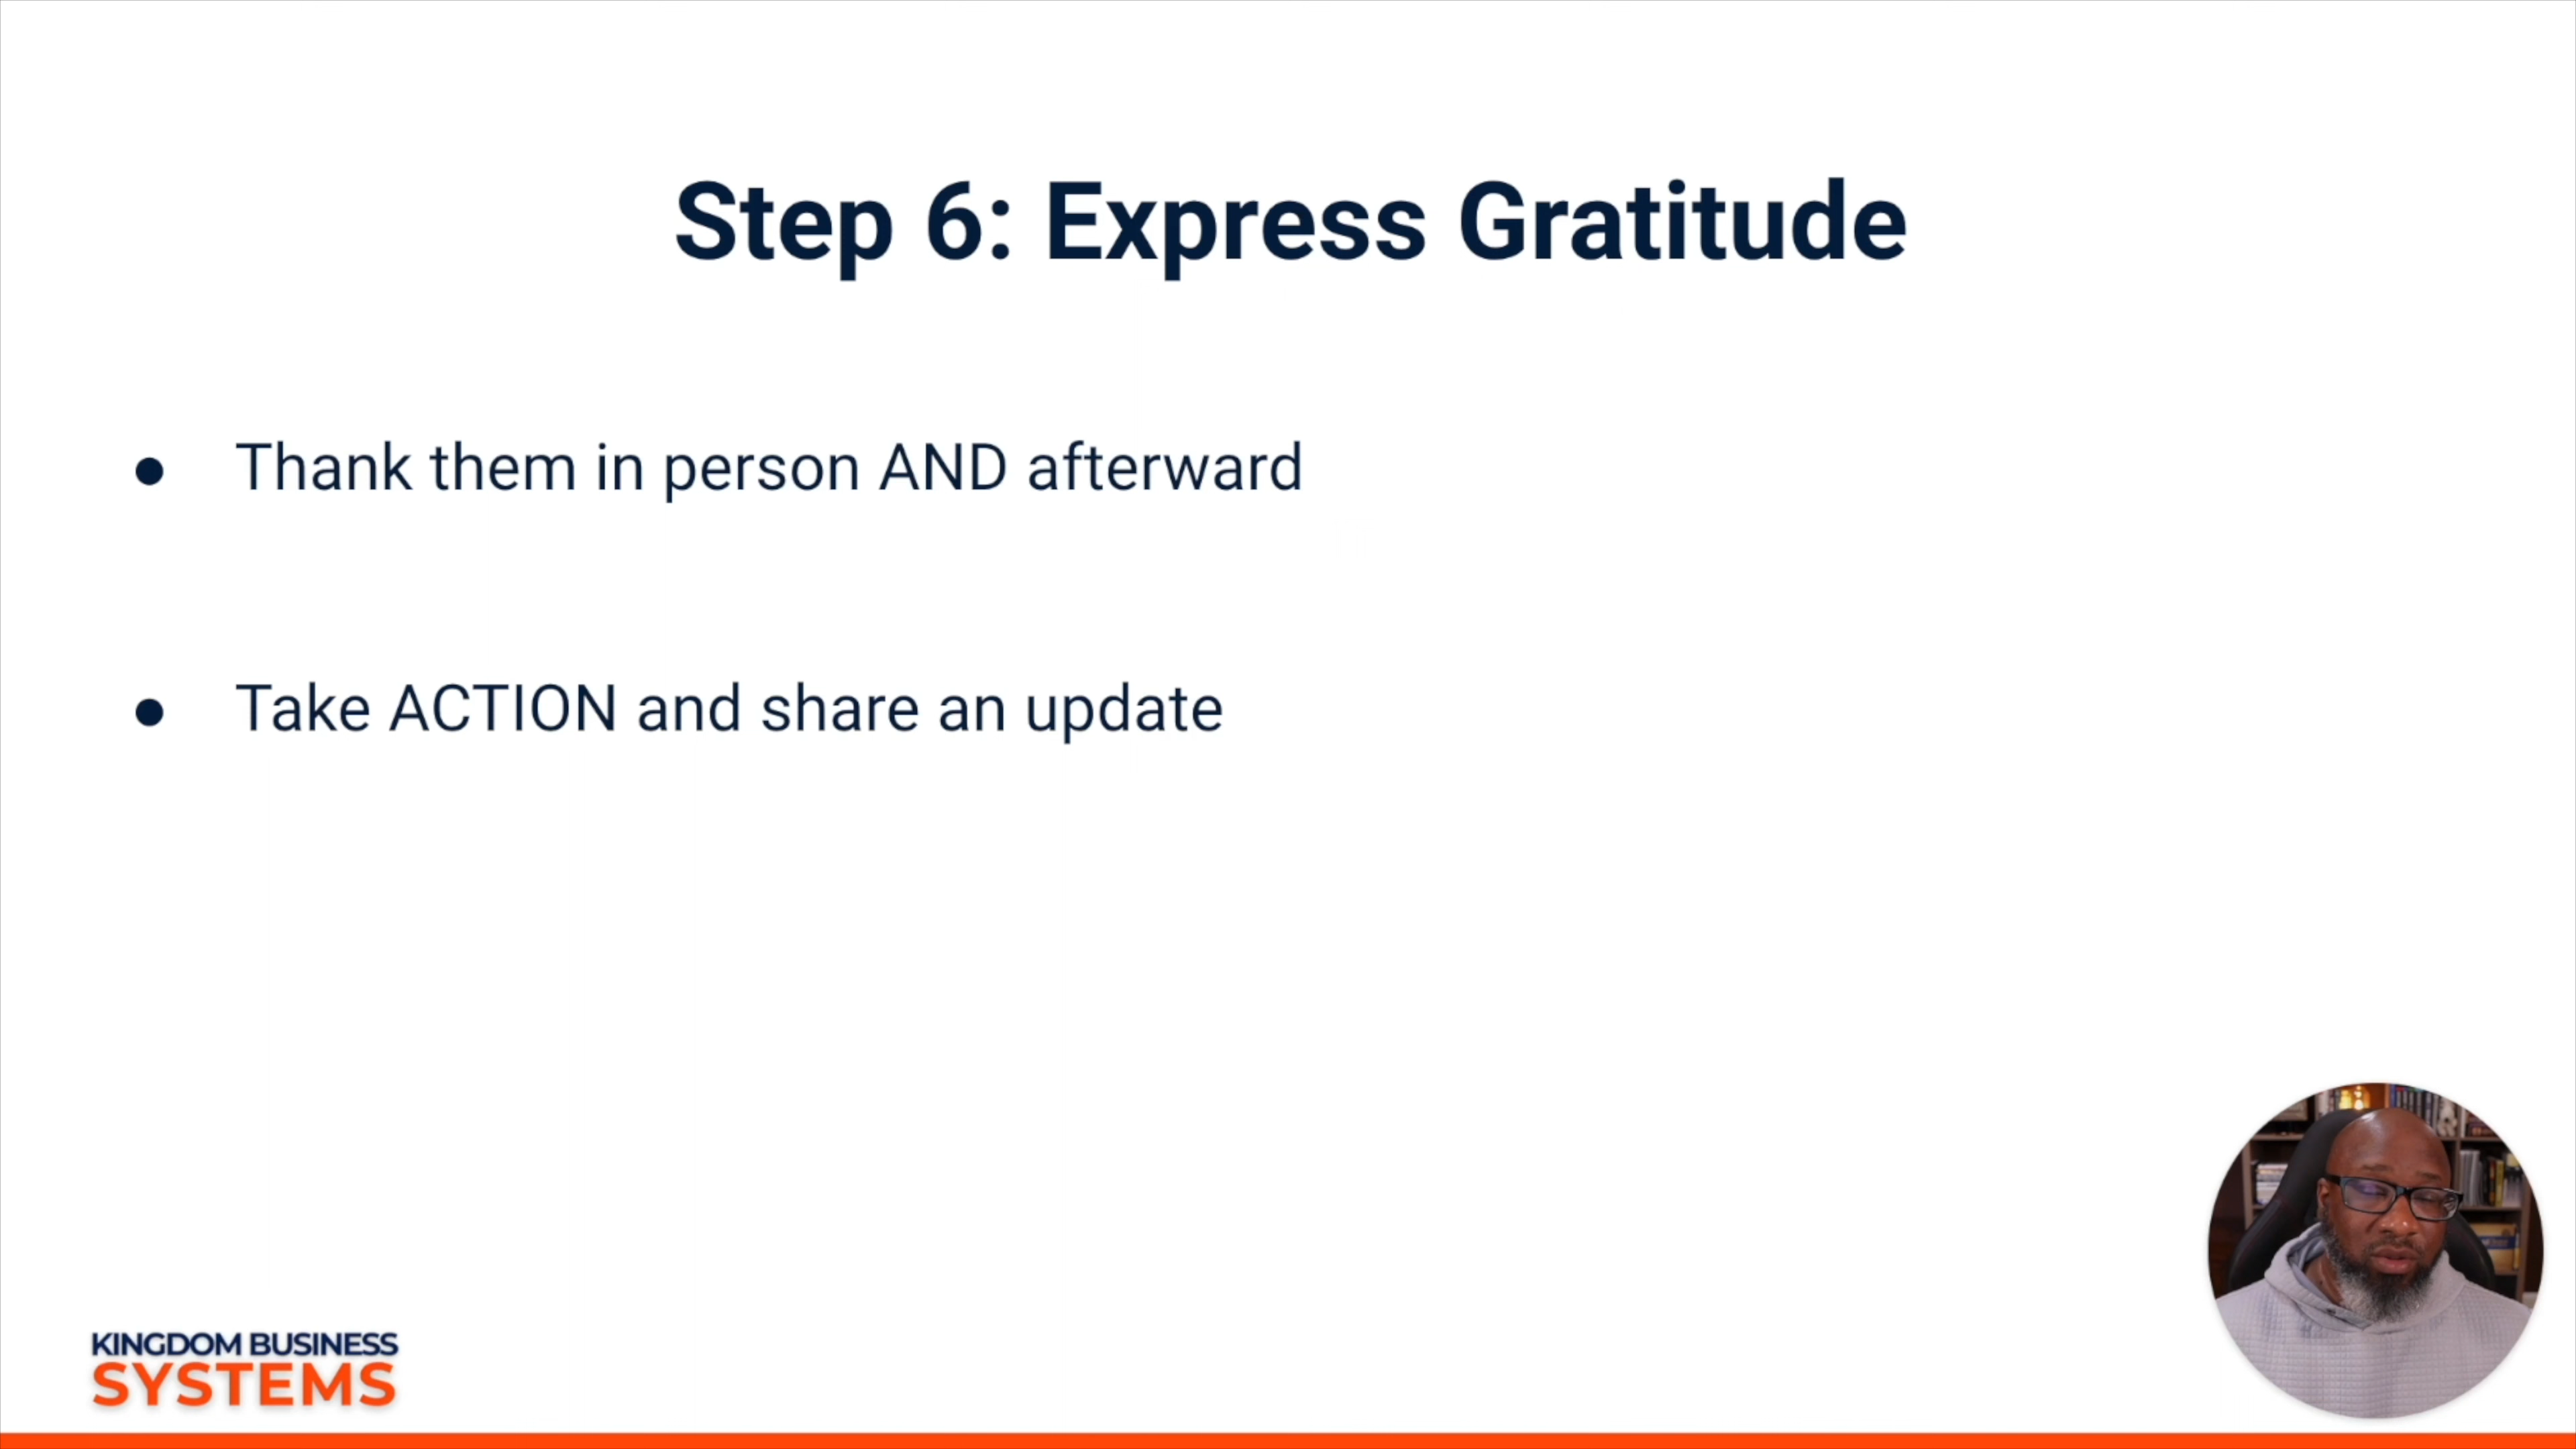 Step 6: Express Gratitude
● Thank them in person AND afterward
● Take ACTION and share an update
KINGDOM BUSINESS
SYSTEMS